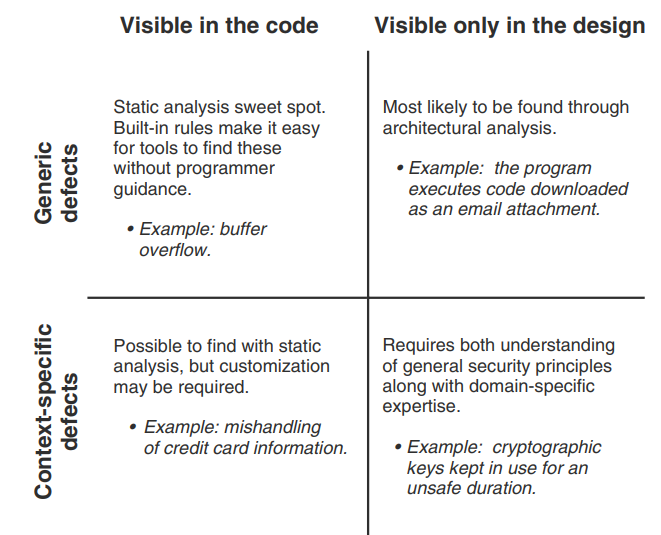 Visible in the code
Visible only in the design
Generic
defects
Static analysis sweet spot.
Built-in rules make it easy
for tools to find these
without programmer
guidance.
• Example: buffer
overflow.
Most likely to be found through
architectural analysis.
• Example: the program
executes code downloaded
as an email attachment.
Context-specific
defects
Possible to find with static
analysis, but customization
may be required.
• Example: mishandling
of credit card information.
Requires both understanding
of general security principles
along with domain-specific
expertise.
• Example: cryptographic
keys kept in use for an
unsafe duration.